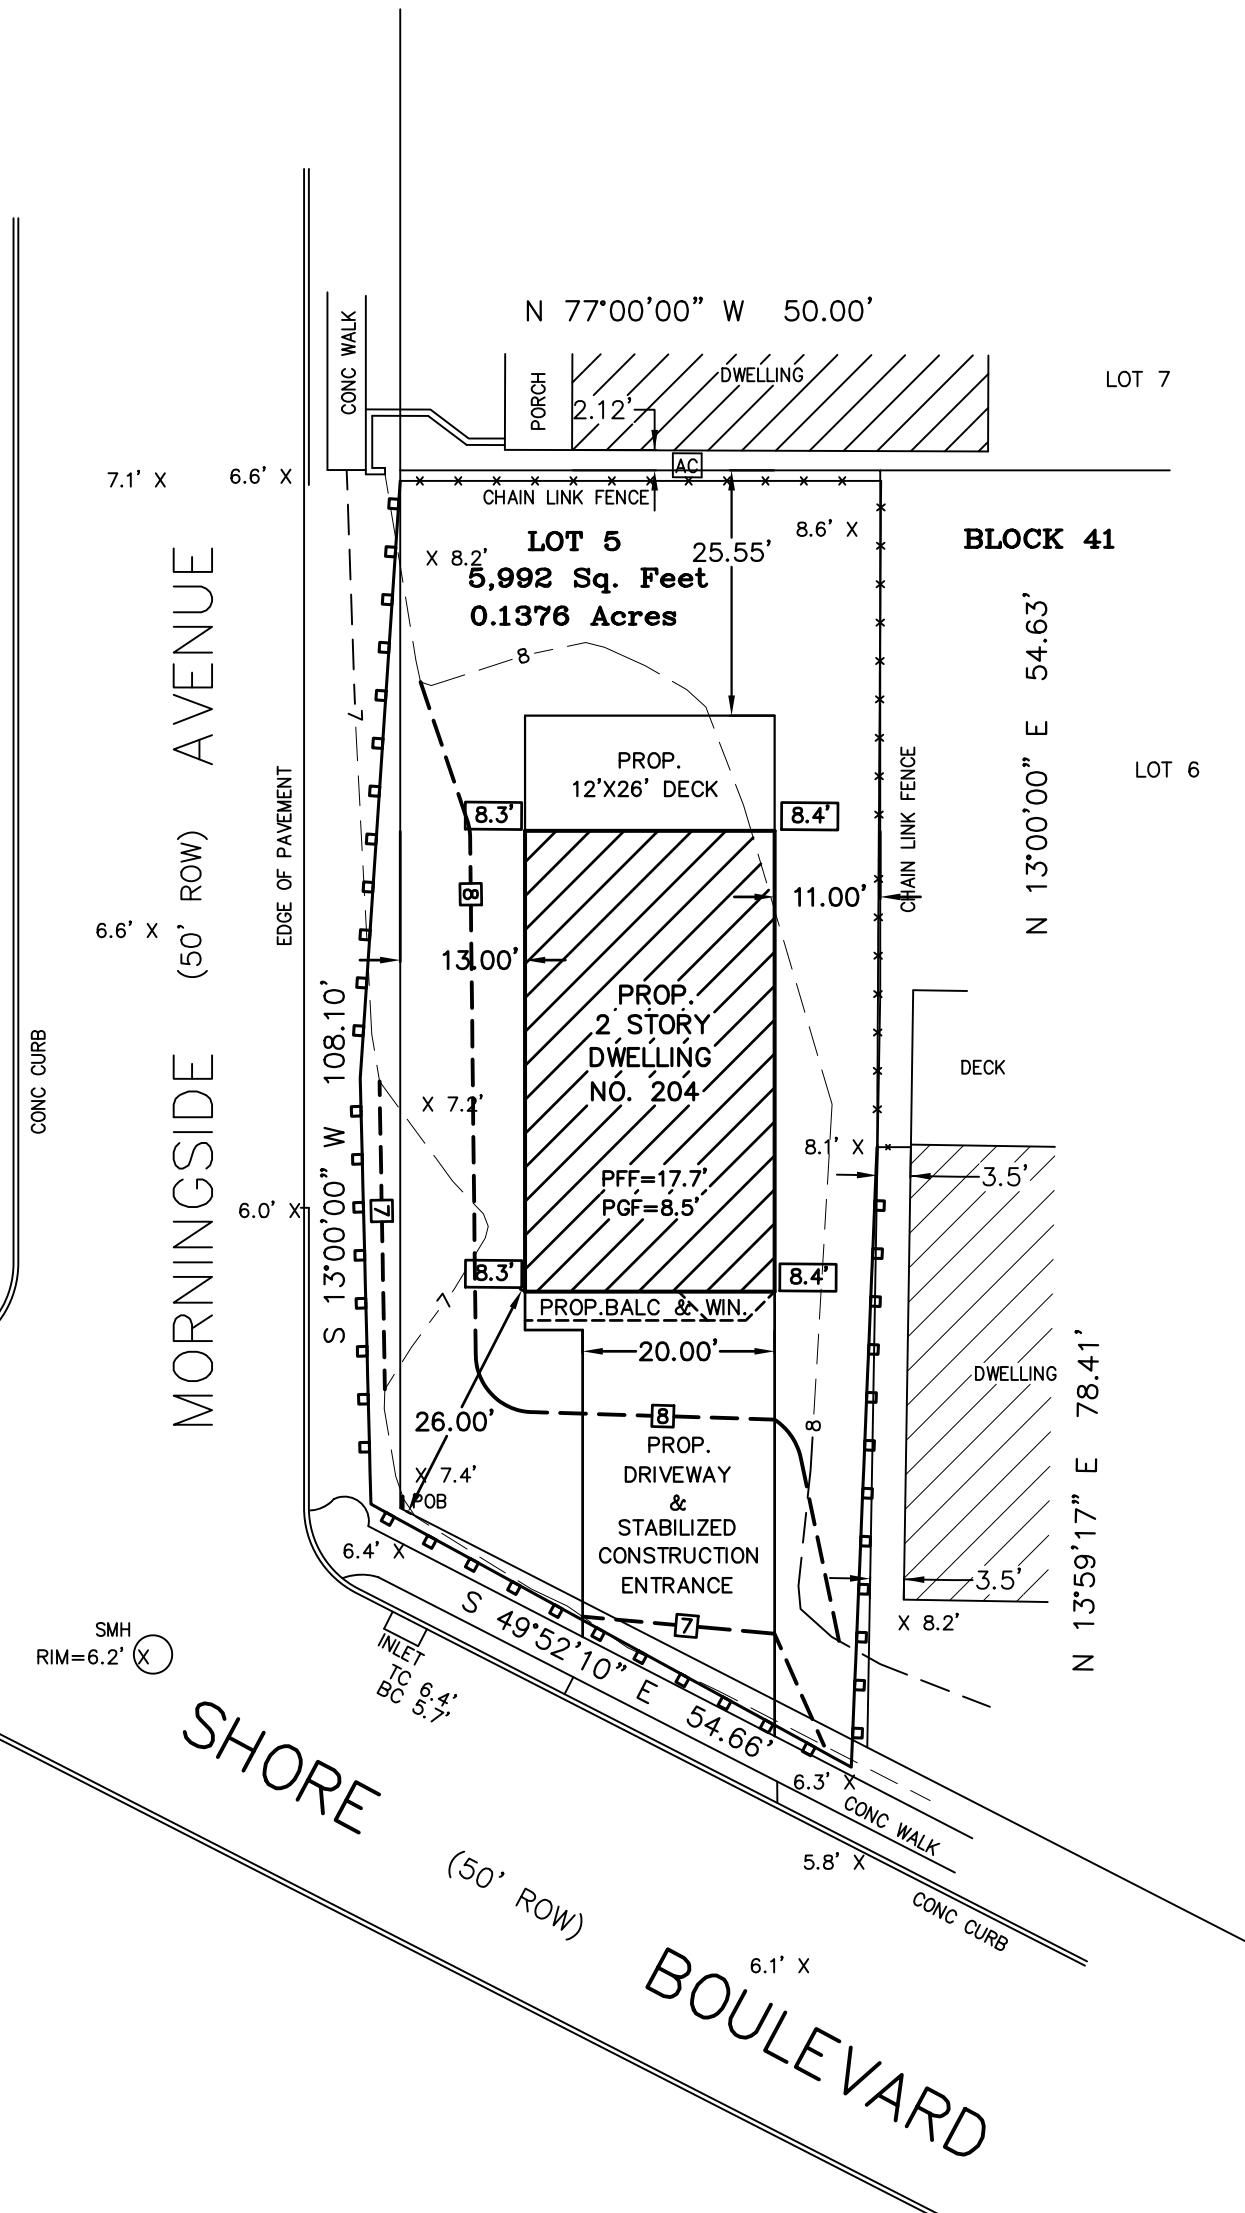 N 77°00'00" W 50.00'
CONC WALK
PORCH
DWELLING
2.12'
LOT 7
AC
7.1' X
6.6' X
CHAIN LINK FENCE
8.6' X
X 8.2'
LOT 5
5,992 Sq. Feet
0.1376 Acres
25.55'
BLOCK 41
N 13°00'00" E 54.63'
8
7
MORNINGSIDE (50' ROW) AVENUE
EDGE OF PAVEMENT
PROP.
12'X26' DECK
LOT 6
CHAIN LINK FENCE
8.3'
8.4'
8
11.00'
6.6' X
13.00'
S 13°00'00" W 108.10'
PROP.
2 STORY
DWELLING
NO. 204
CONC CURB
DECK
X 7.2'
8.1' X
3.5'
PFF=17.7'
PGF=8.5'
6.0' X
7
8.3'
8.4'
7
PROP.BALC & WIN.
20.00'
DWELLING
N 13°59'17" E 78.41'
26.00'
8
8
PROP.
DRIVEWAY
&
STABILIZED
CONSTRUCTION
ENTRANCE
X 7.4'
POB
6.4' X
3.5'
X 8.2'
7
S 49°52'10" E 54.66'
SMH
RIM=6.2' X
INLET
TC 6.4'
BC 5.7'
6.3' X
CONC WALK
5.8' X
CONC CURB
SHORE (50' ROW) BOULEVARD
6.1' X